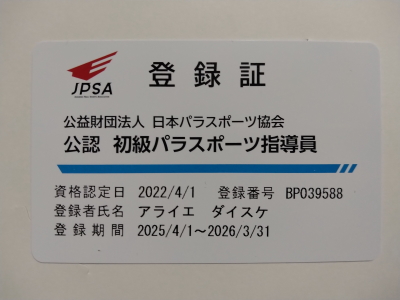 JPSA
登録証
公益財団法人 日本パラスポーツ協会
公認 初級パラスポーツ指導員
資格認定日 2022/4/1 登録番号 BP039588
登録者氏名 アライエ ダイスケ
登録期間 2025/4/1～2026/3/31